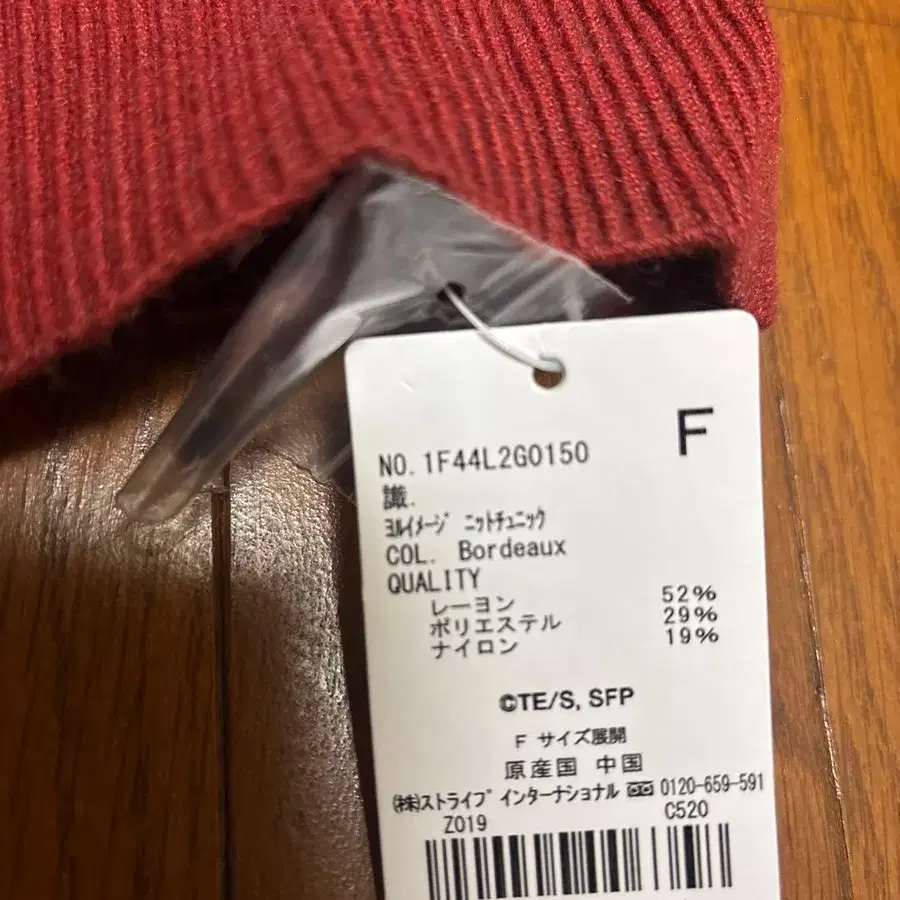 F
NO. 1F44L2G0150
識.
ﾖﾙｲﾒｰｼﾞ ﾆｯﾄﾁｭﾆｯｸ
COL. Bordeaux
QUALITY
レーヨン 52%
ポリエステル 29%
ナイロン 19%
©TE/S, SFP
F サイズ展開
原産国 中国
(株)ストライプ インターナショナル 0120-659-591
Z019 C520